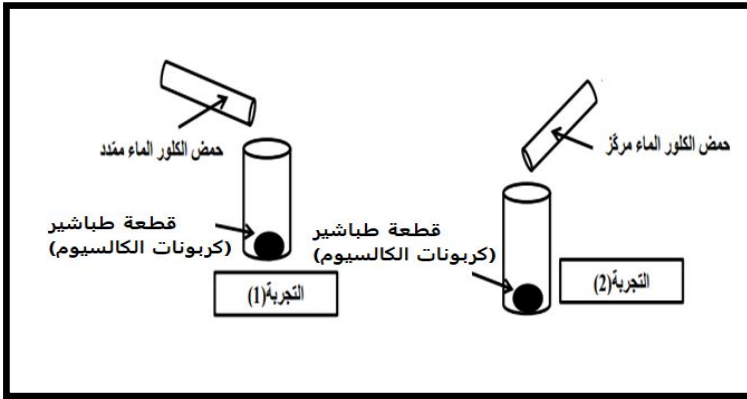 حمض الكلور الماء ممّدد
حمض الكلور الماء مركّز
قطعة طباشير
(كربونات الكالسيوم)
قطعة طباشير
(كربونات الكالسيوم)
التجربة(1)
التجربة(2)